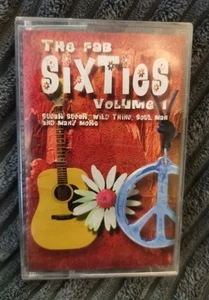 THE FAB
SIXTIES
VOLUME 1
SUGAR SUGAR, WILD THING, SOUL MAN
AND MANY MORE